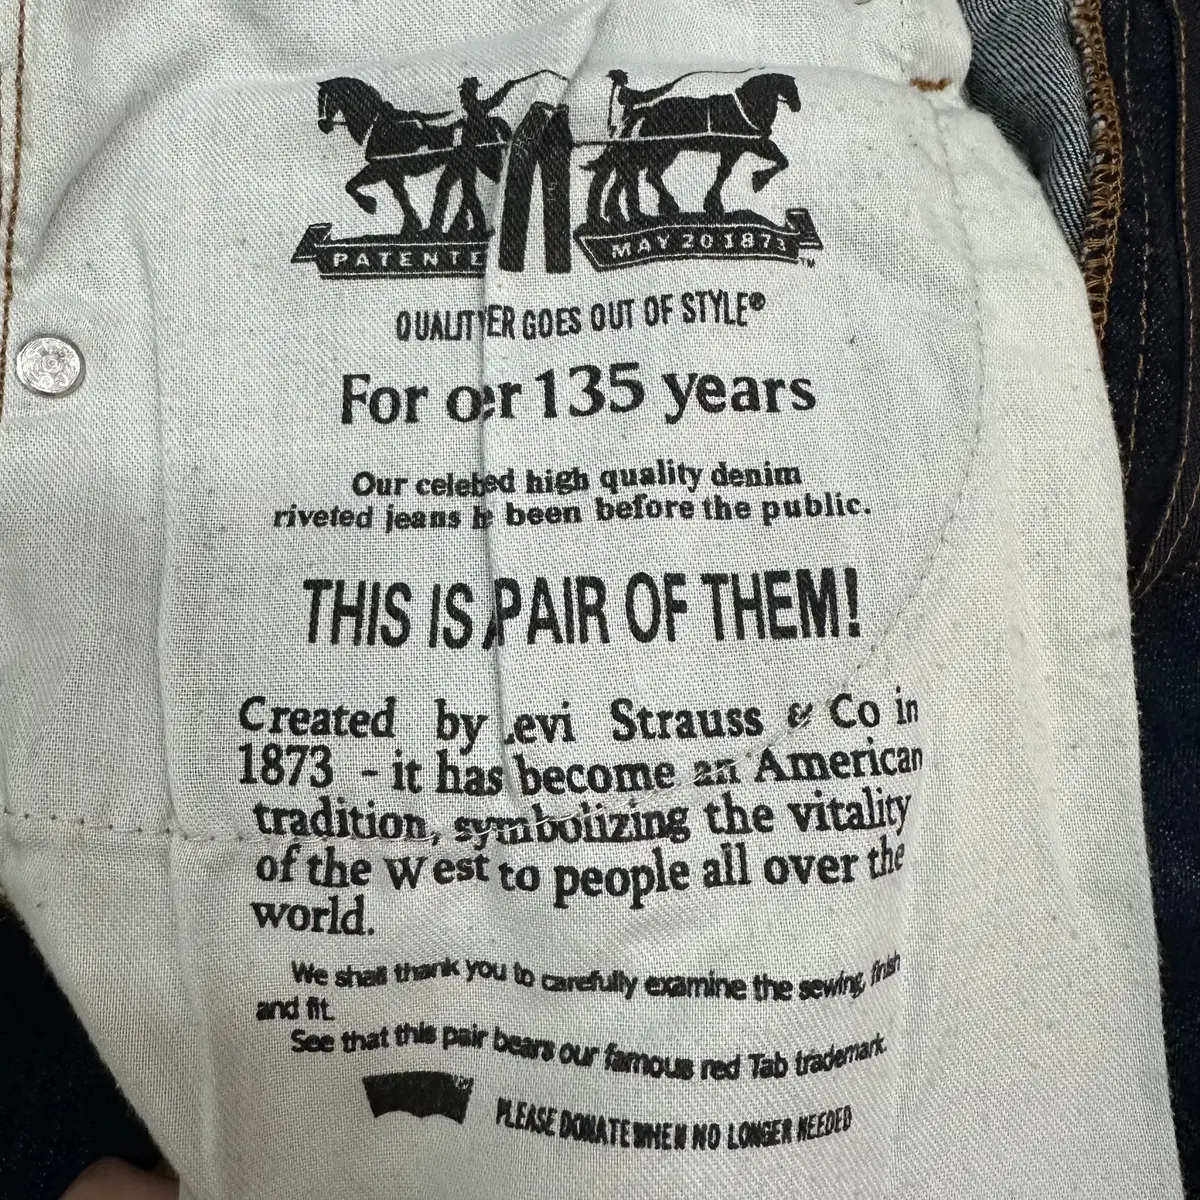 PATENTE
MAY 20 1873
TM
QUALIT ER GOES OUT OF STYLE®
For o er 135 years
Our celeb ed high quality denim
riveted jeans h been before the public.
THIS IS PAIR OF THEM!
Created by Levi Strauss & Co in
1873 - it has become an American
tradition, symbolizing the vitality
of the West to people all over the
world.
We shall thank you to carefully examine the sewing, finish
and fit.
See that this pair bears our famous red Tab trademark.
PLEASE DONATE WHEN NO LONGER NEEDED